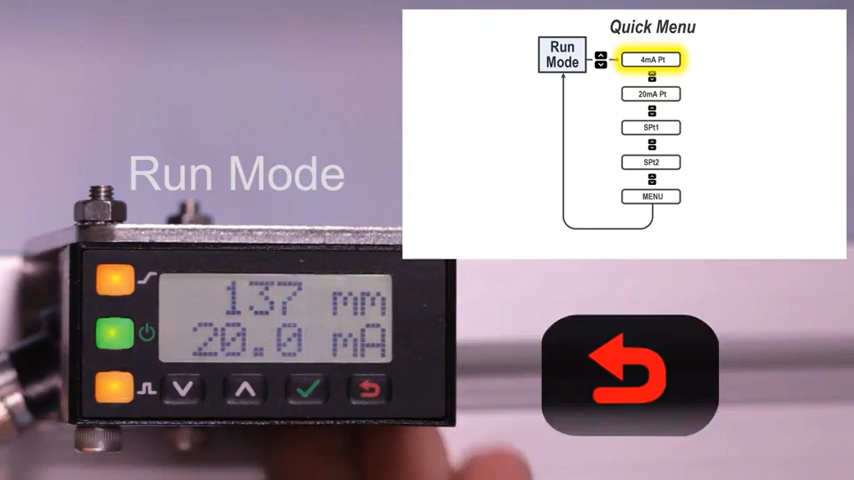 Quick Menu
Run
Mode
4mA Pt
20mA Pt
SPt1
SPt2
MENU
Run Mode
137 mm
20.0 mA